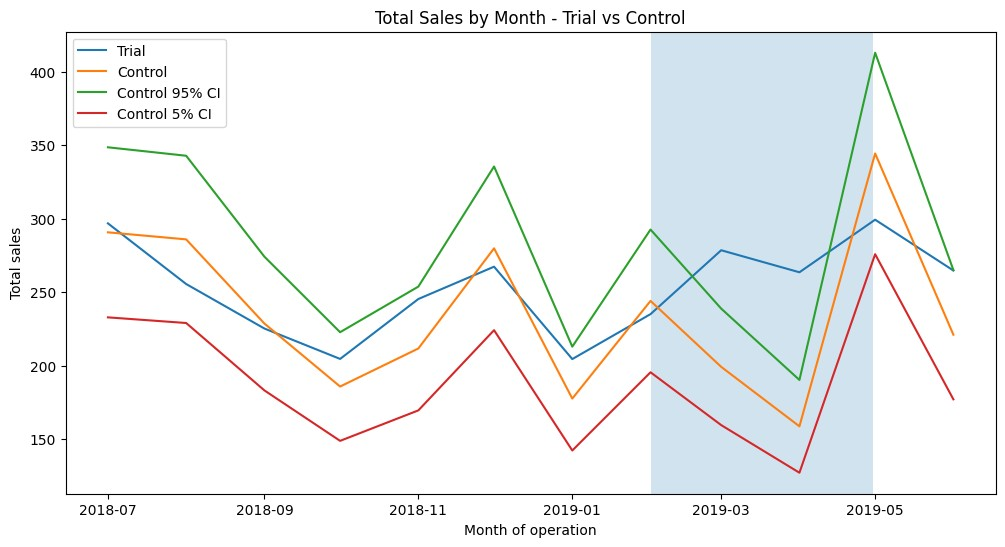 Total Sales by Month - Trial vs Control
Trial
Control
Control 95% CI
Control 5% CI
Total sales
400
350
300
250
200
150
2018-07
2018-09
2018-11
2019-01
2019-03
2019-05
Month of operation